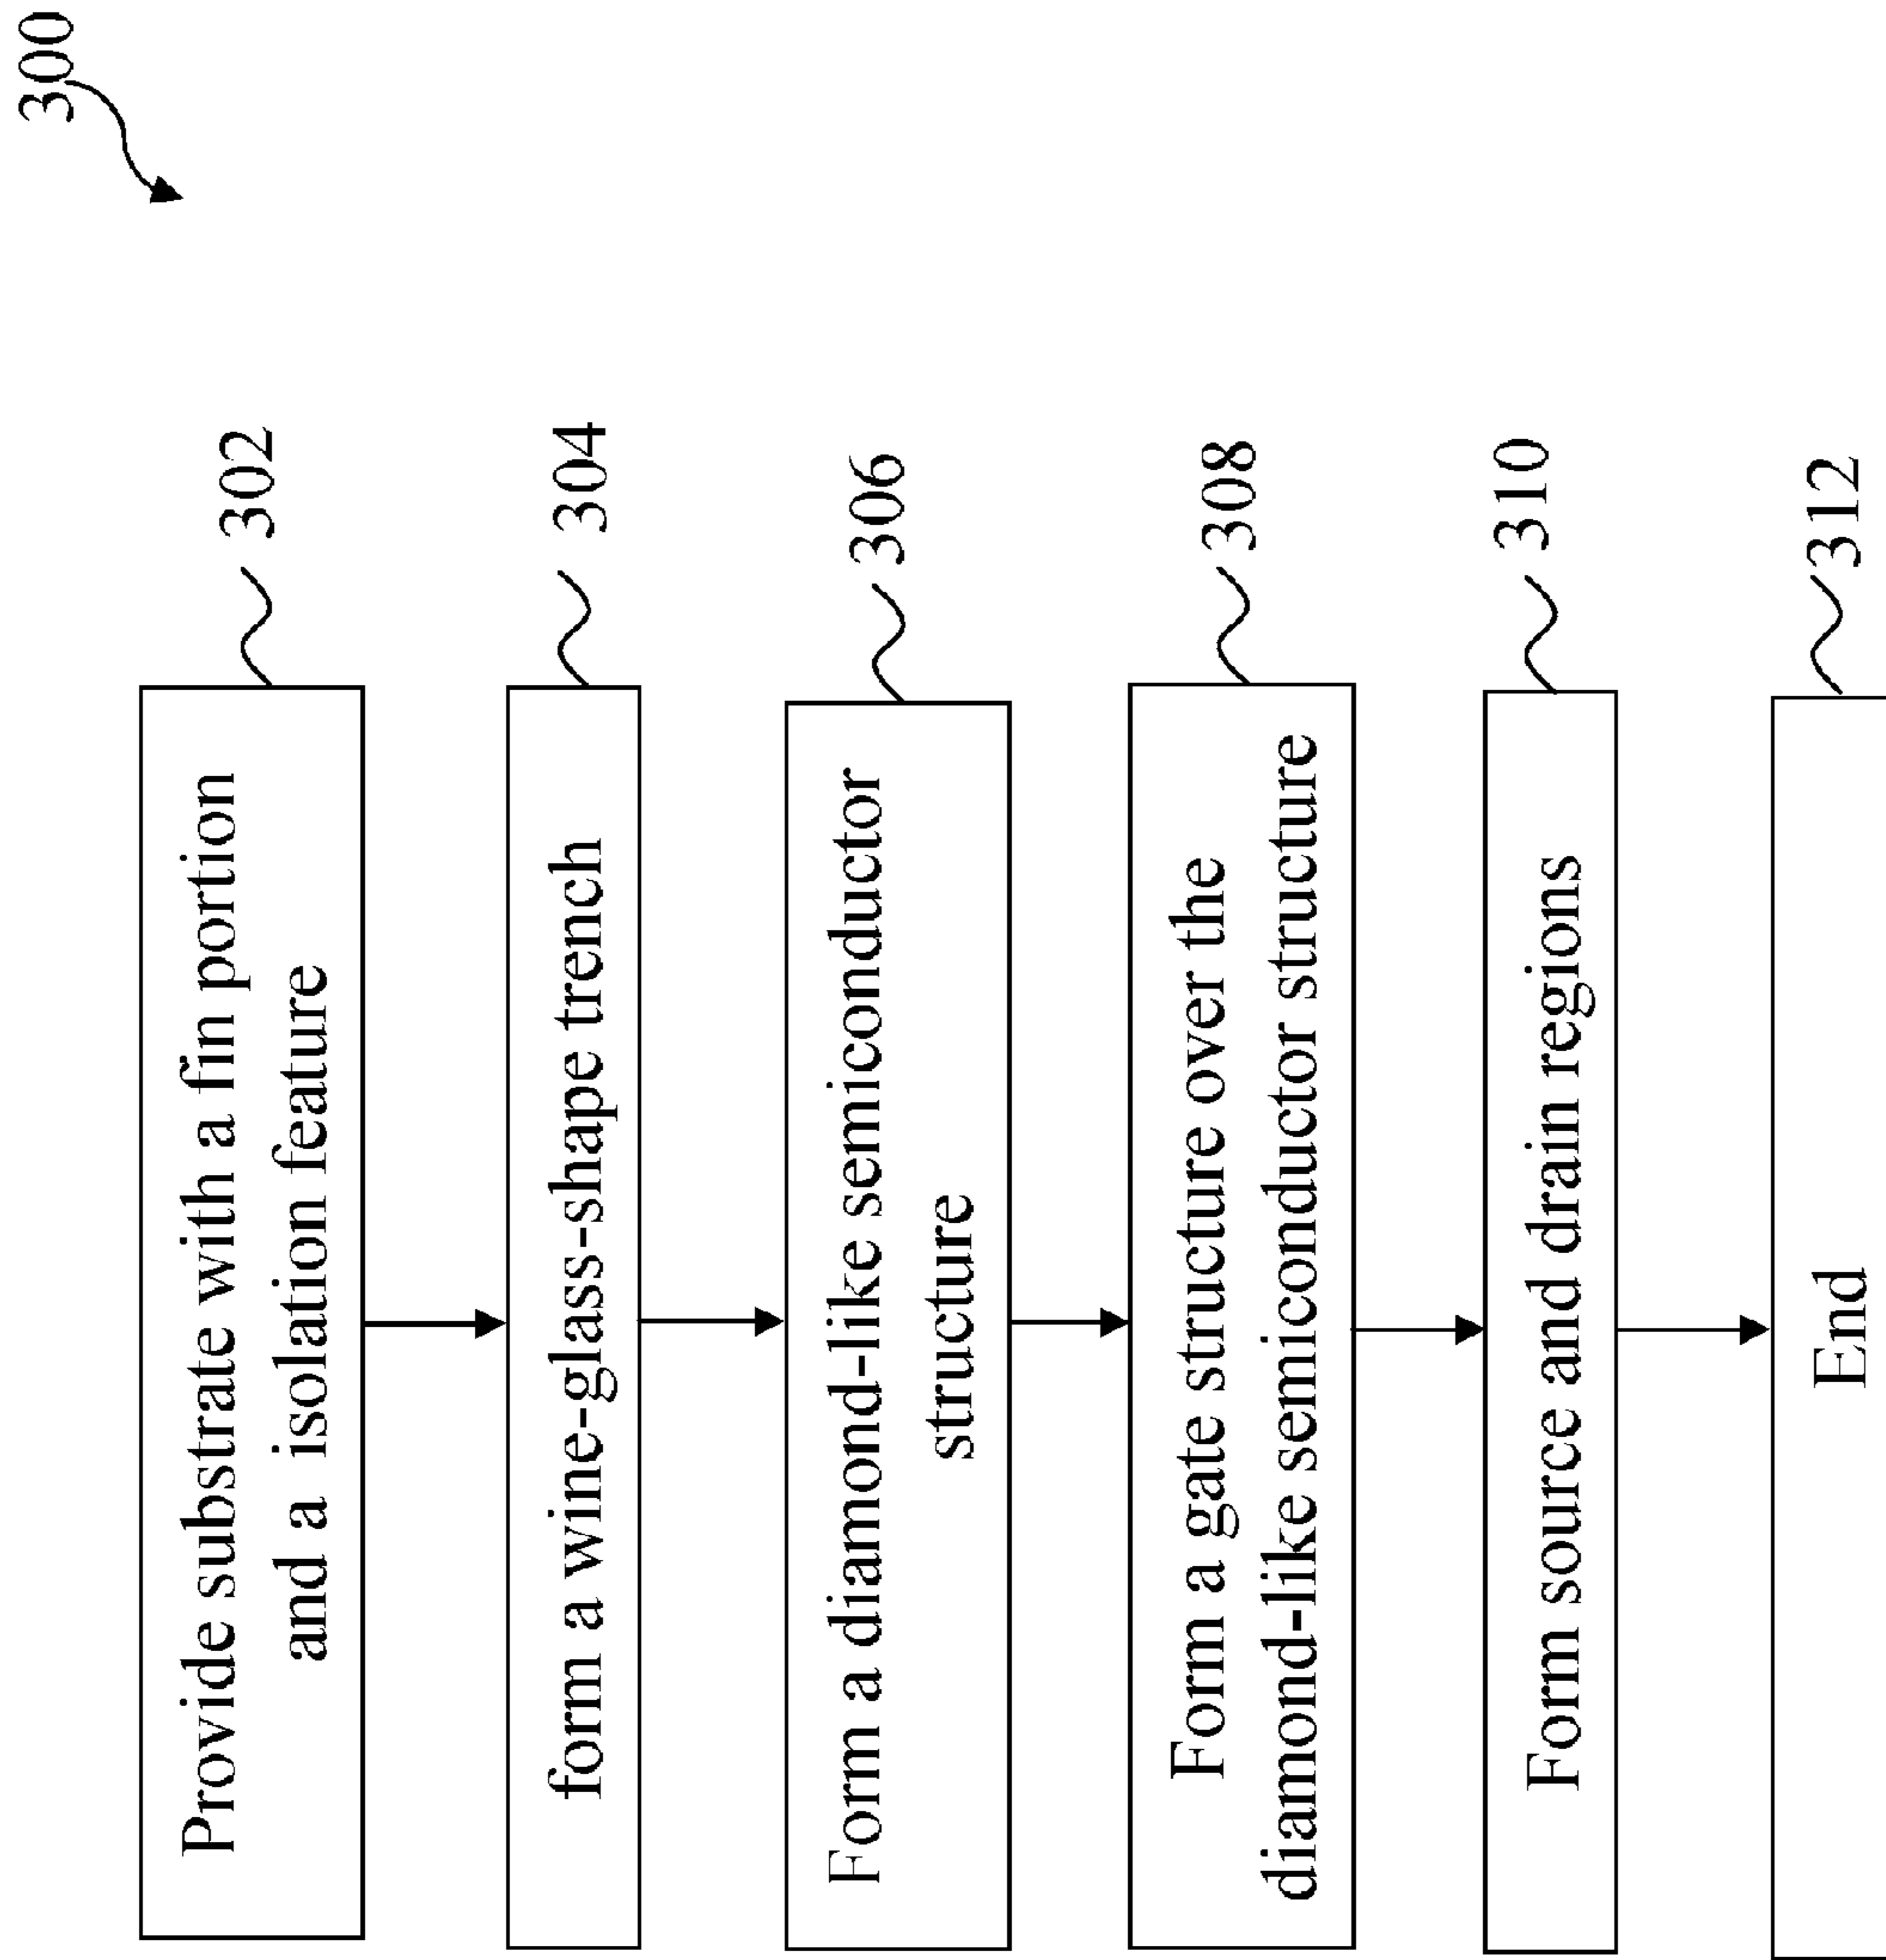 300
Provide substrate with a fin portion
and a isolation feature
302
form a wine-glass-shape trench
304
Form a diamond-like semiconductor
structure
306
Form a gate structure over the
diamond-like semiconductor structure
308
Form source and drain regions
310
End
312